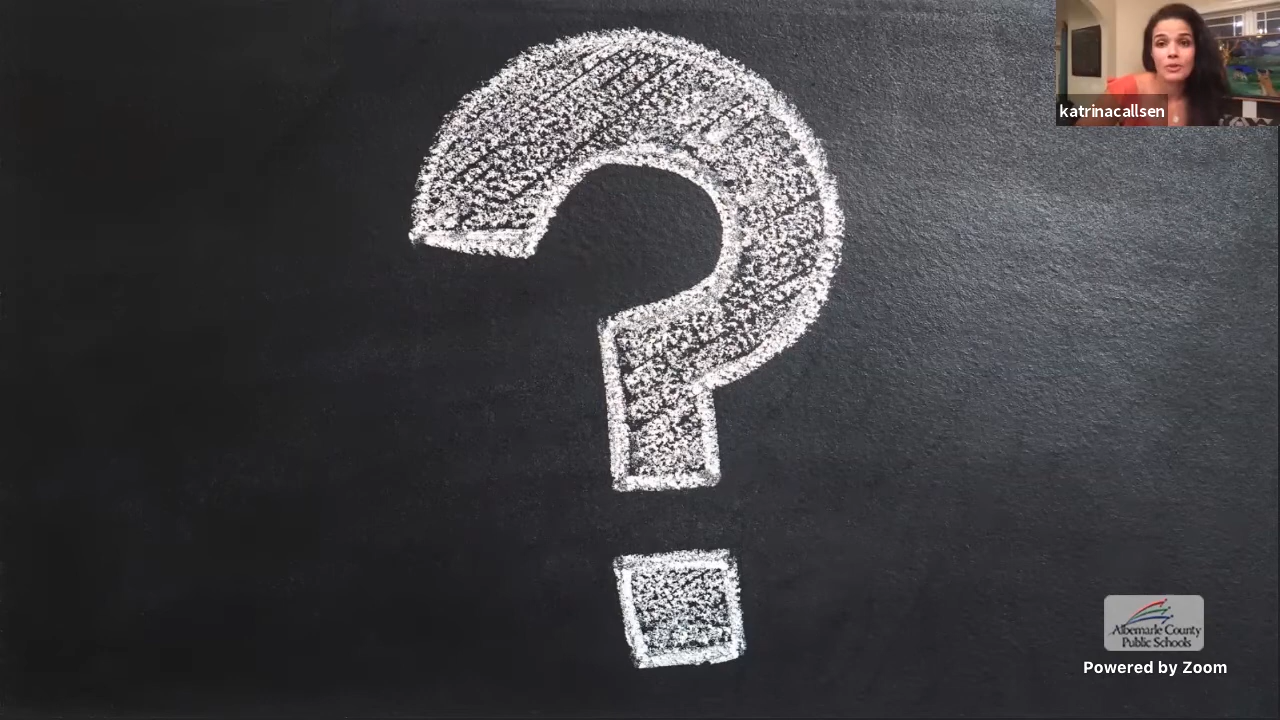 katrinacallsen
?
Albemarle County
Public Schools
Powered by Zoom